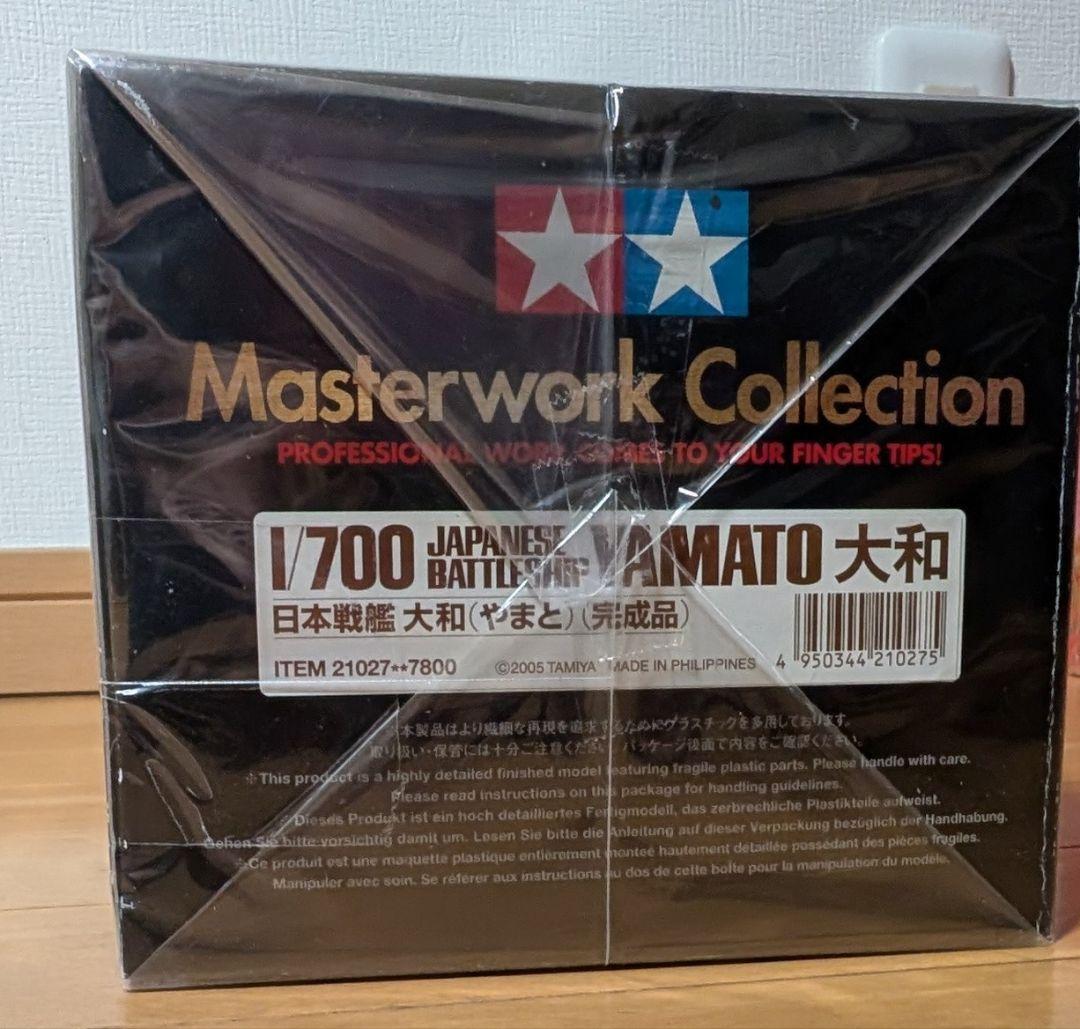 Masterwork Collection
PROFESSIONAL WORK COMES TO YOUR FINGER TIPS!
1/700 JAPANESE BATTLESHIP YAMATO 大和
日本戦艦 大和(やまと)(完成品)
ITEM 21027**7800 ©2005 TAMIYA MADE IN PHILIPPINES 4 950344 210275
※本製品はより繊細な再現を追求するためにプラスチックを多用しております。
取り扱い・保管には十分ご注意ください。パッケージ後面で内容をご確認ください。
※This product is a highly detailed finished model featuring fragile plastic parts. Please handle with care.
Please read instructions on this package for handling guidelines.
※Dieses Produkt ist ein hoch detailliertes Fertigmodell, das zerbrechliche Plastikteile aufweist.
Gehen Sie bitte vorsichtig damit um. Lesen Sie bitte die Anleitung auf dieser Verpackung bezüglich der Handhabung.
※Ce produit est une maquette plastique entièrement montée hautement détaillée possédant des pièces fragiles.
Manipuler avec soin. Se référer aux instructions au dos de cette boîte pour la manipulation du modèle.